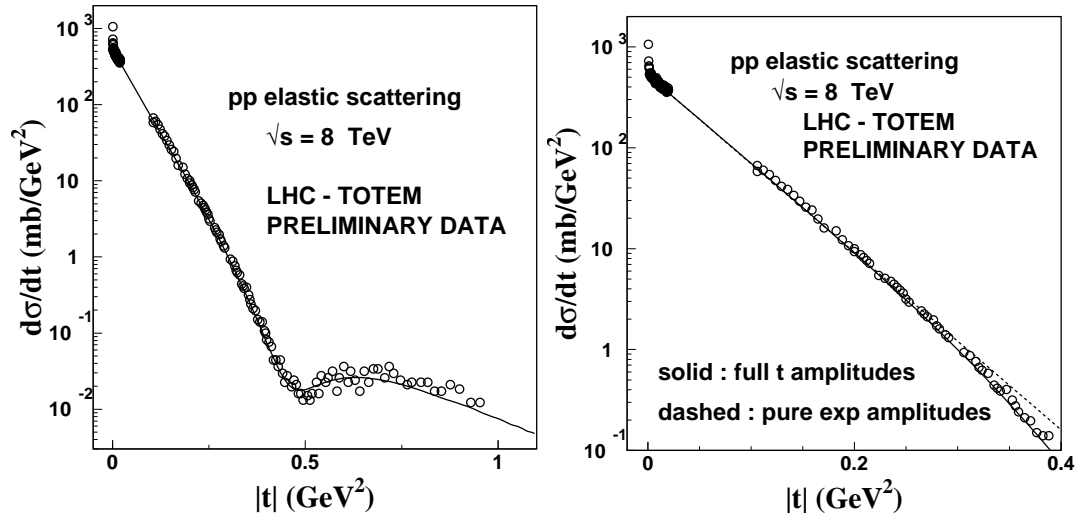 10³
10²
10
1
10⁻¹
10⁻²
dσ/dt (mb/GeV²)
pp elastic scattering
√s = 8 TeV
LHC - TOTEM
PRELIMINARY DATA
0
0.5
1
|t| (GeV²)
10³
10²
10
1
10⁻¹
dσ/dt (mb/GeV²)
pp elastic scattering
√s = 8 TeV
LHC - TOTEM
PRELIMINARY DATA
solid : full t amplitudes
dashed : pure exp amplitudes
0
0.2
0.4
|t| (GeV²)